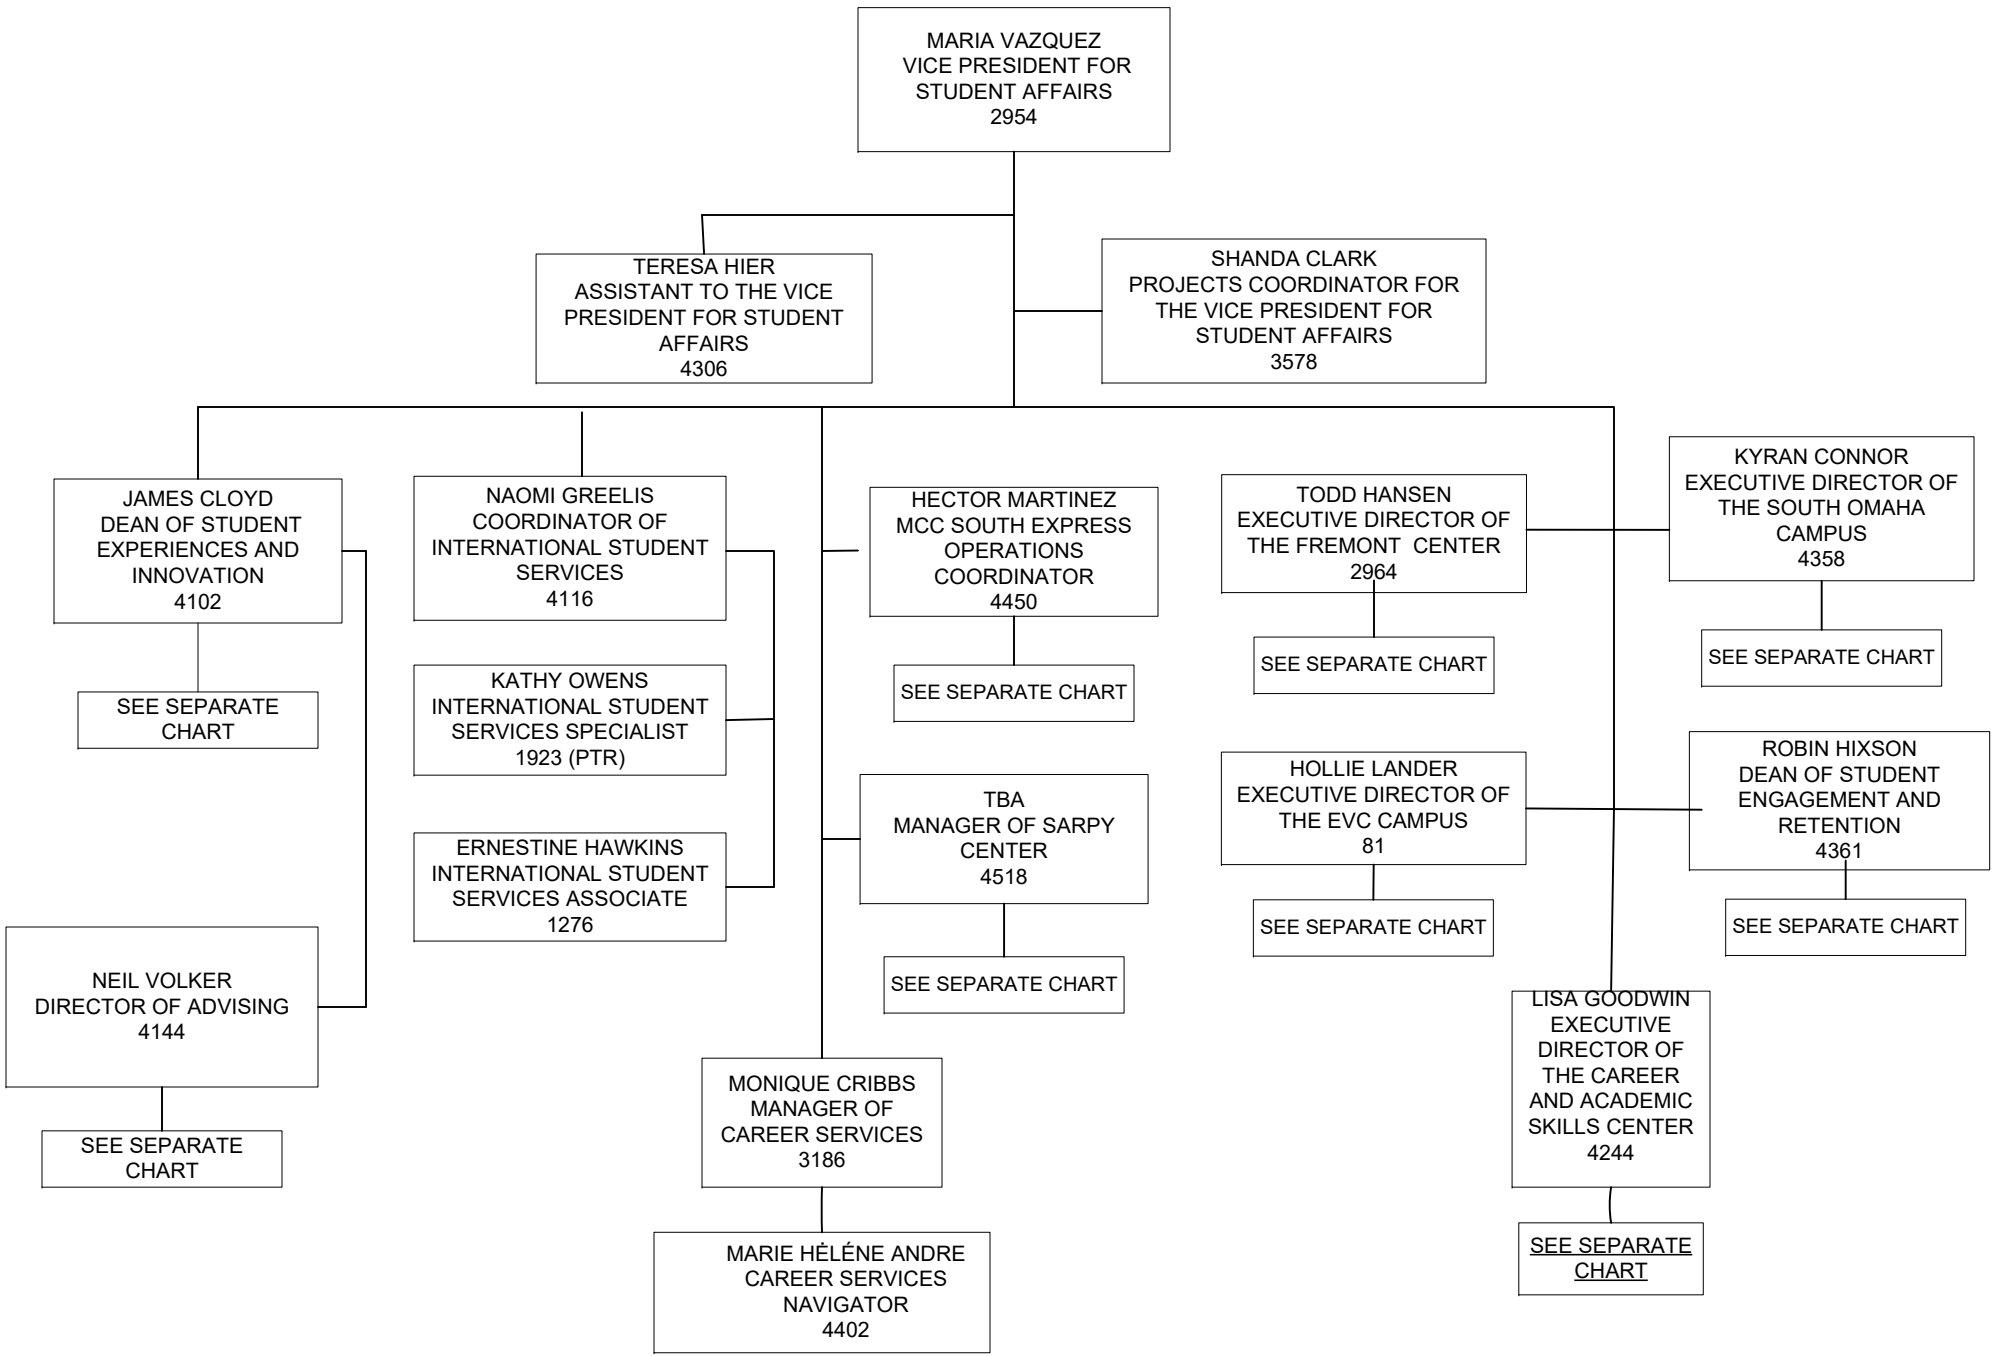 MARIA VAZQUEZ
VICE PRESIDENT FOR
STUDENT AFFAIRS
2954
TERESA HIER
ASSISTANT TO THE VICE
PRESIDENT FOR STUDENT
AFFAIRS
4306
SHANDA CLARK
PROJECTS COORDINATOR FOR
THE VICE PRESIDENT FOR
STUDENT AFFAIRS
3578
JAMES CLOYD
DEAN OF STUDENT
EXPERIENCES AND
INNOVATION
4102
SEE SEPARATE
CHART
NEIL VOLKER
DIRECTOR OF ADVISING
4144
SEE SEPARATE
CHART
NAOMI GREELIS
COORDINATOR OF
INTERNATIONAL STUDENT
SERVICES
4116
KATHY OWENS
INTERNATIONAL STUDENT
SERVICES SPECIALIST
1923 (PTR)
ERNESTINE HAWKINS
INTERNATIONAL STUDENT
SERVICES ASSOCIATE
1276
HECTOR MARTINEZ
MCC SOUTH EXPRESS
OPERATIONS
COORDINATOR
4450
SEE SEPARATE CHART
TBA
MANAGER OF SARPY
CENTER
4518
SEE SEPARATE CHART
MONIQUE CRIBBS
MANAGER OF
CAREER SERVICES
3186
MARIE HĖLÉNE ANDRE
CAREER SERVICES
NAVIGATOR
4402
TODD HANSEN
EXECUTIVE DIRECTOR OF
THE FREMONT CENTER
2964
SEE SEPARATE CHART
KYRAN CONNOR
EXECUTIVE DIRECTOR OF
THE SOUTH OMAHA
CAMPUS
4358
SEE SEPARATE CHART
HOLLIE LANDER
EXECUTIVE DIRECTOR OF
THE EVC CAMPUS
81
SEE SEPARATE CHART
ROBIN HIXSON
DEAN OF STUDENT
ENGAGEMENT AND
RETENTION
4361
SEE SEPARATE CHART
LISA GOODWIN
EXECUTIVE
DIRECTOR OF
THE CAREER
AND ACADEMIC
SKILLS CENTER
4244
SEE SEPARATE
CHART